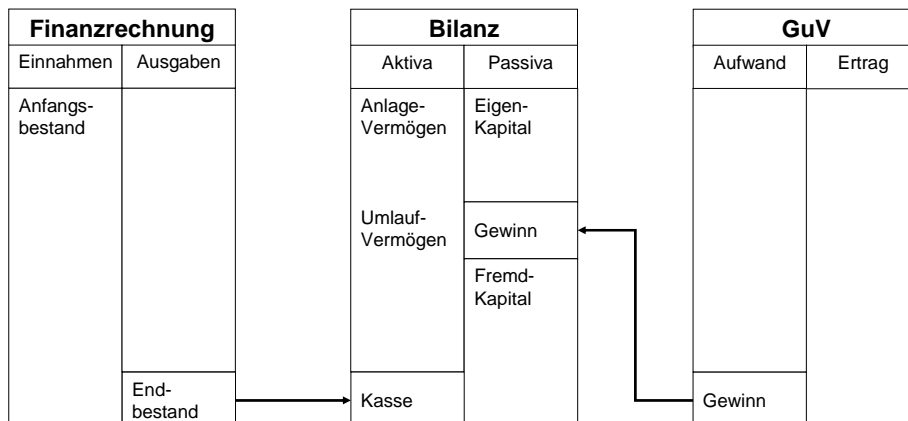 Finanzrechnung
Einnahmen
Ausgaben
Anfangs-
bestand
End-
bestand
Bilanz
Aktiva
Passiva
Anlage-
Vermögen
Umlauf-
Vermögen
Kasse
Eigen-
Kapital
Gewinn
Fremd-
Kapital
GuV
Aufwand
Ertrag
Gewinn